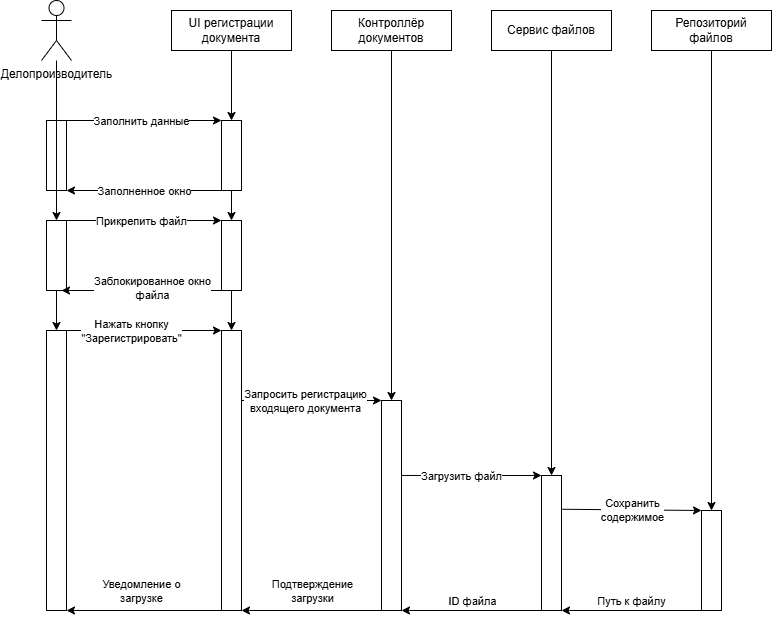 UI регистрации
документа
Контроллёр
документов
Сервис файлов
Репозиторий
файлов
Делопроизводитель
Заполнить данные
Заполненное окно
Прикрепить файл
Заблокированное окно
файла
Нажать кнопку
"Зарегистрировать"
Запросить регистрацию
входящего документа
Загрузить файл
Сохранить
содержимое
Уведомление о
загрузке
Подтверждение
загрузки
ID файла
Путь к файлу